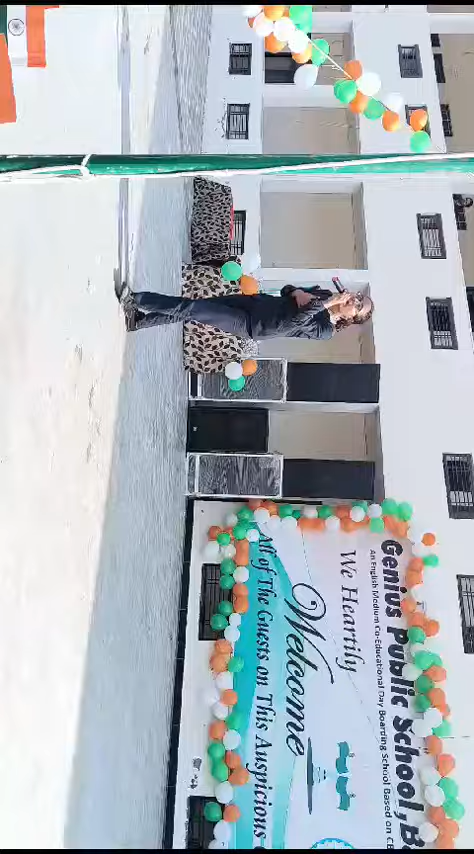 Genius Public School, B
An English Medium Co-Educational Day Boarding School Based on CB
We Heartily
Welcome
All of The Guests on This Auspicious